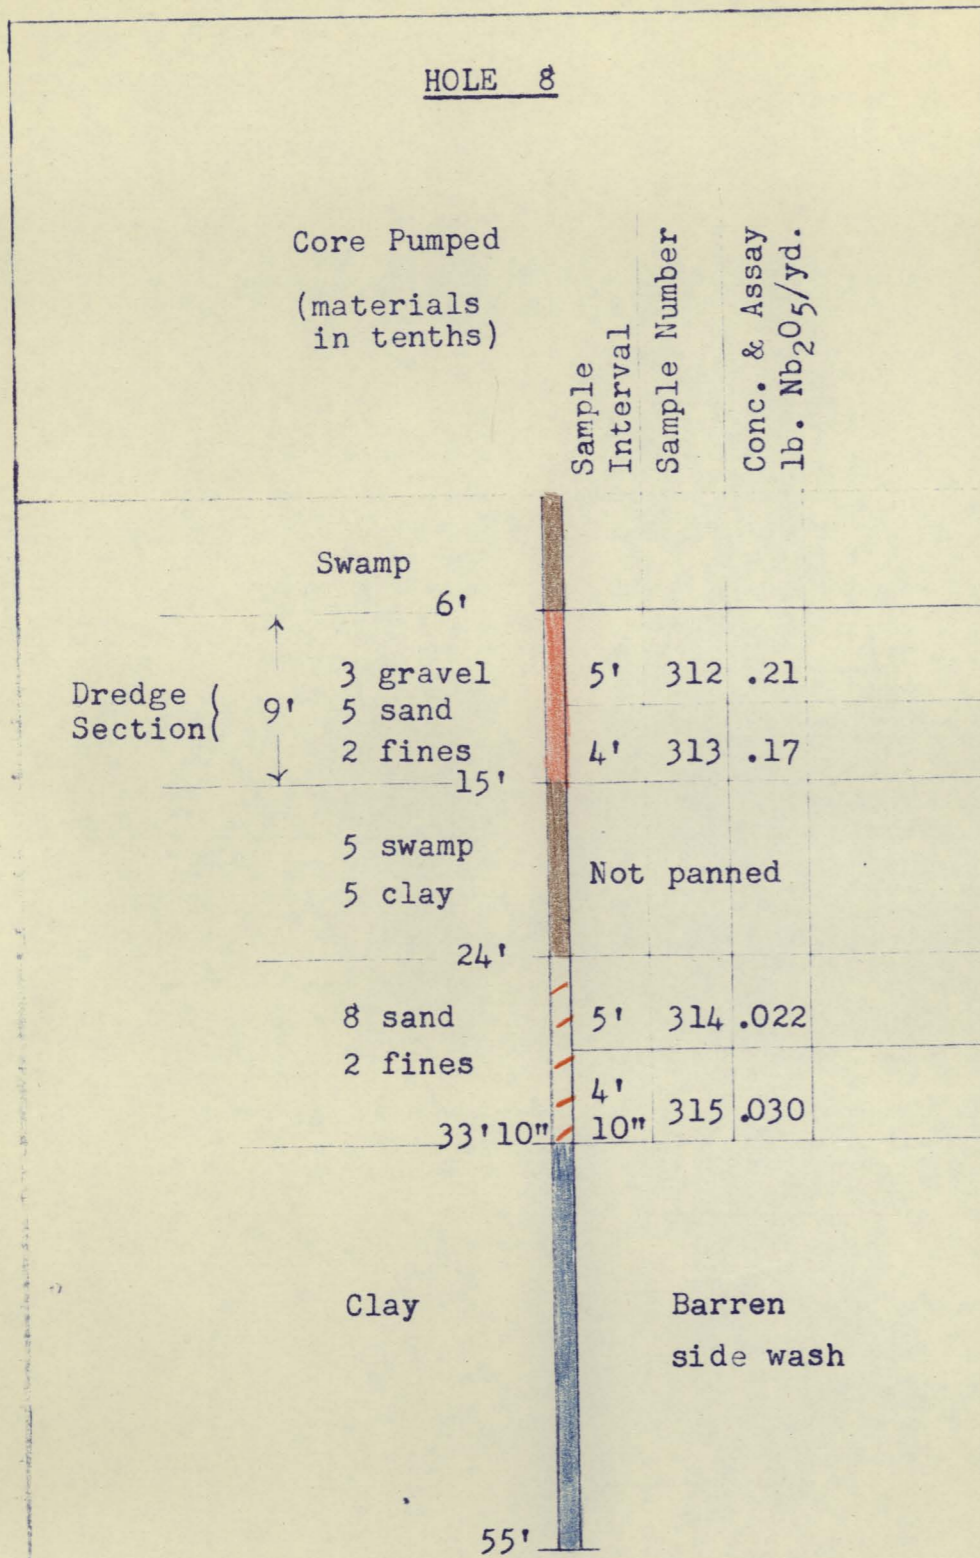 HOLE 8
Core Pumped
(materials
in tenths)
Sample
Interval
Sample Number
Conc. & Assay
lb. Nb2O5/yd.
Swamp
6'
Dredge
Section
9'
3 gravel
5 sand
2 fines
5' 312 .21
4' 313 .17
15'
5 swamp
5 clay
Not panned
24'
8 sand
2 fines
5' 314 .022
4'
10" 315 .030
33'10"
Clay
Barren
side wash
55'